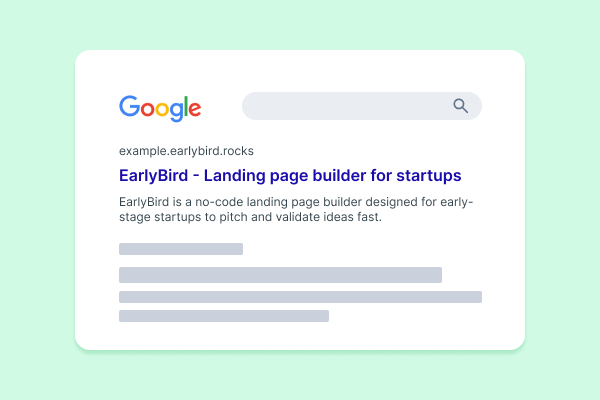 Google
example.earlybird.rocks
EarlyBird - Landing page builder for startups
EarlyBird is a no-code landing page builder designed for early-
stage startups to pitch and validate ideas fast.